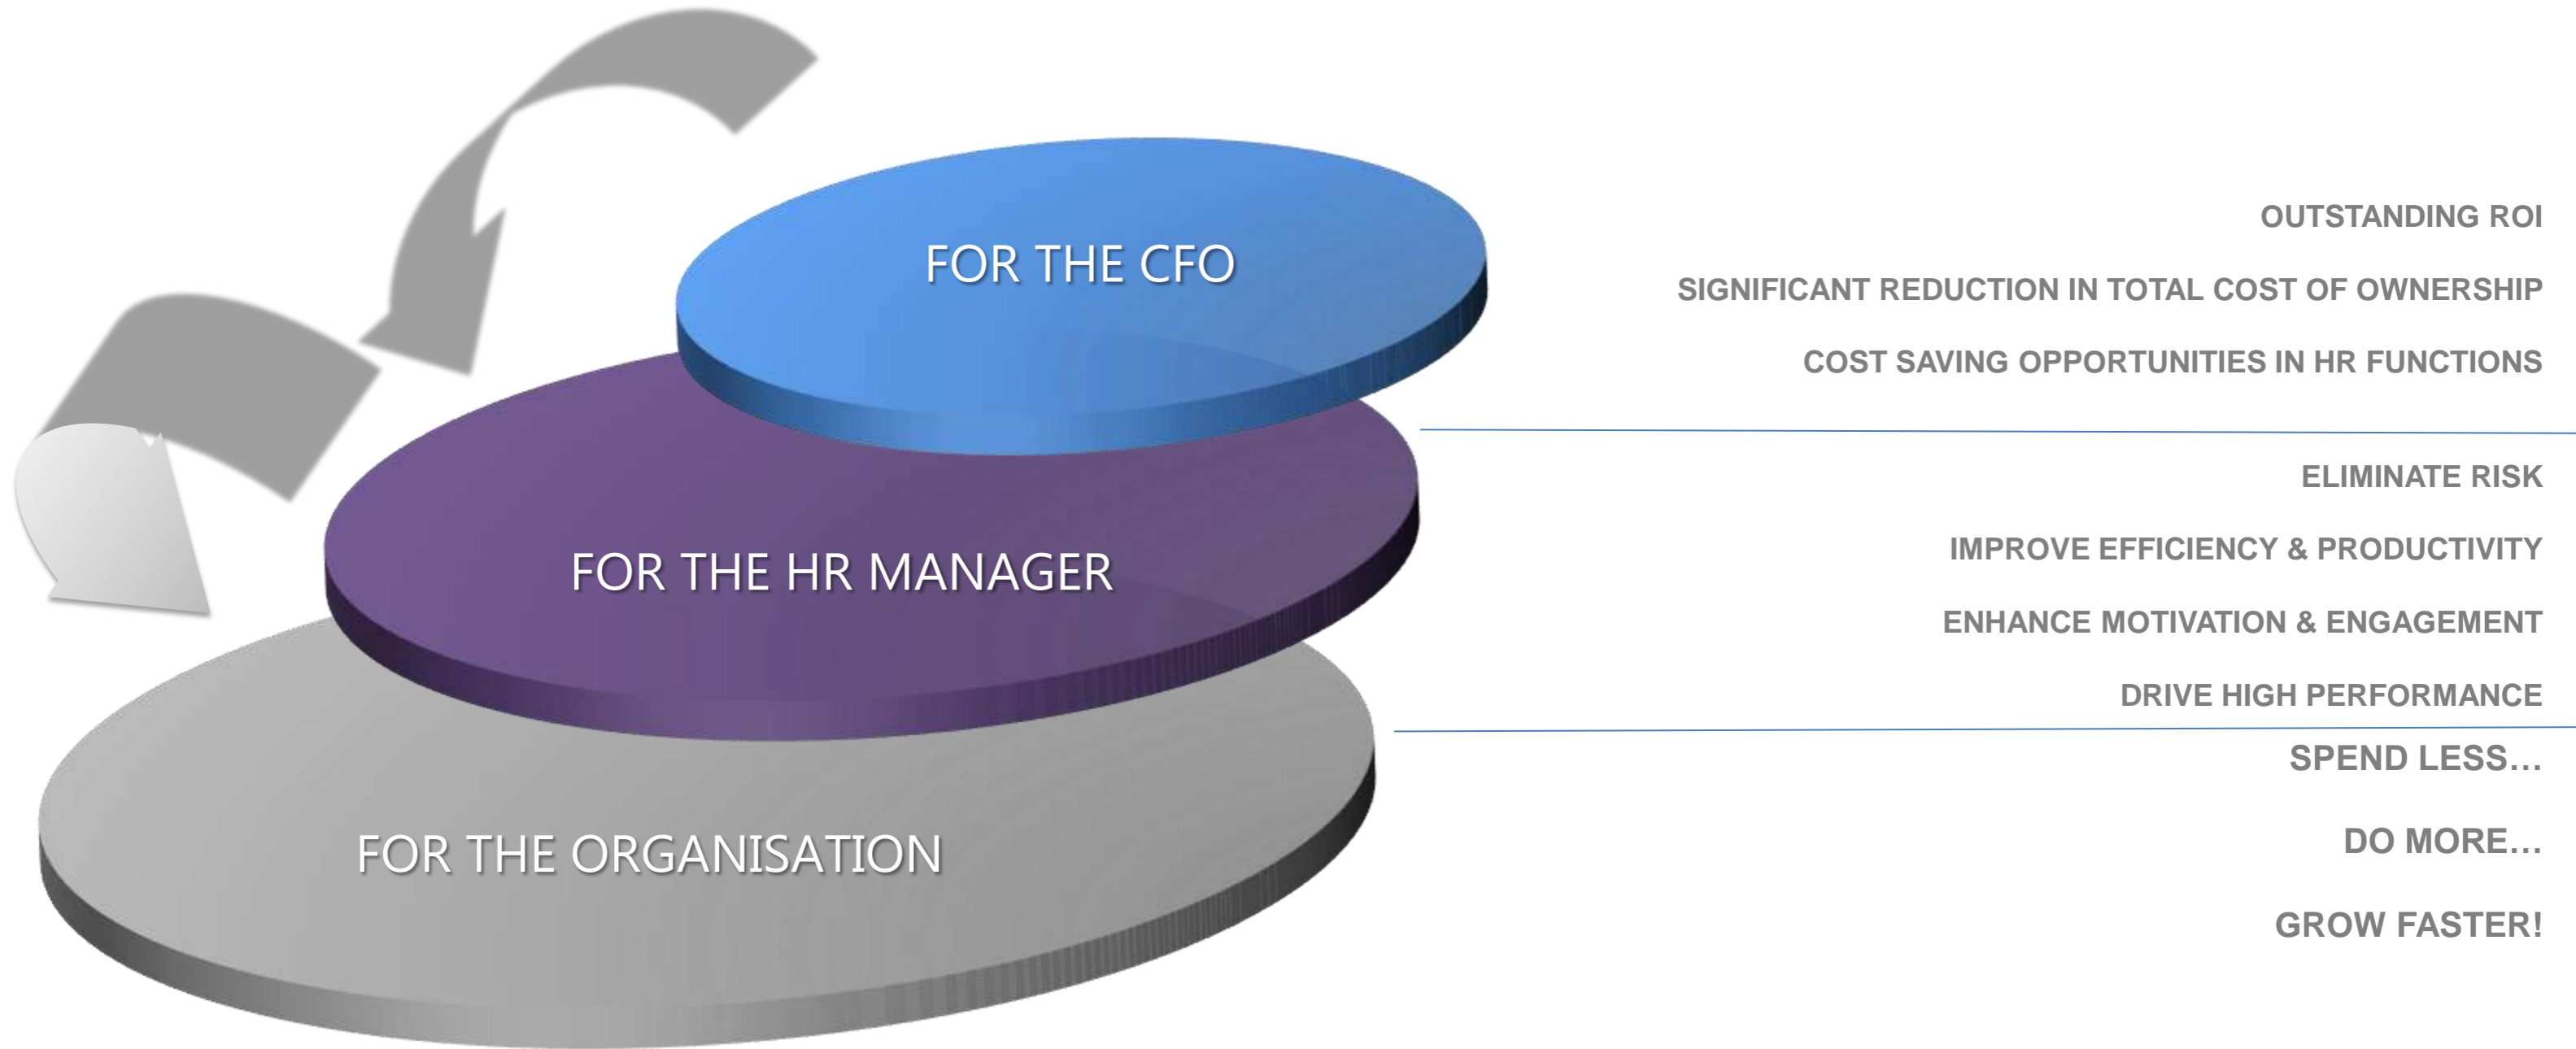 FOR THE CFO
OUTSTANDING ROI
SIGNIFICANT REDUCTION IN TOTAL COST OF OWNERSHIP
COST SAVING OPPORTUNITIES IN HR FUNCTIONS
FOR THE HR MANAGER
ELIMINATE RISK
IMPROVE EFFICIENCY & PRODUCTIVITY
ENHANCE MOTIVATION & ENGAGEMENT
DRIVE HIGH PERFORMANCE
FOR THE ORGANISATION
SPEND LESS…
DO MORE…
GROW FASTER!